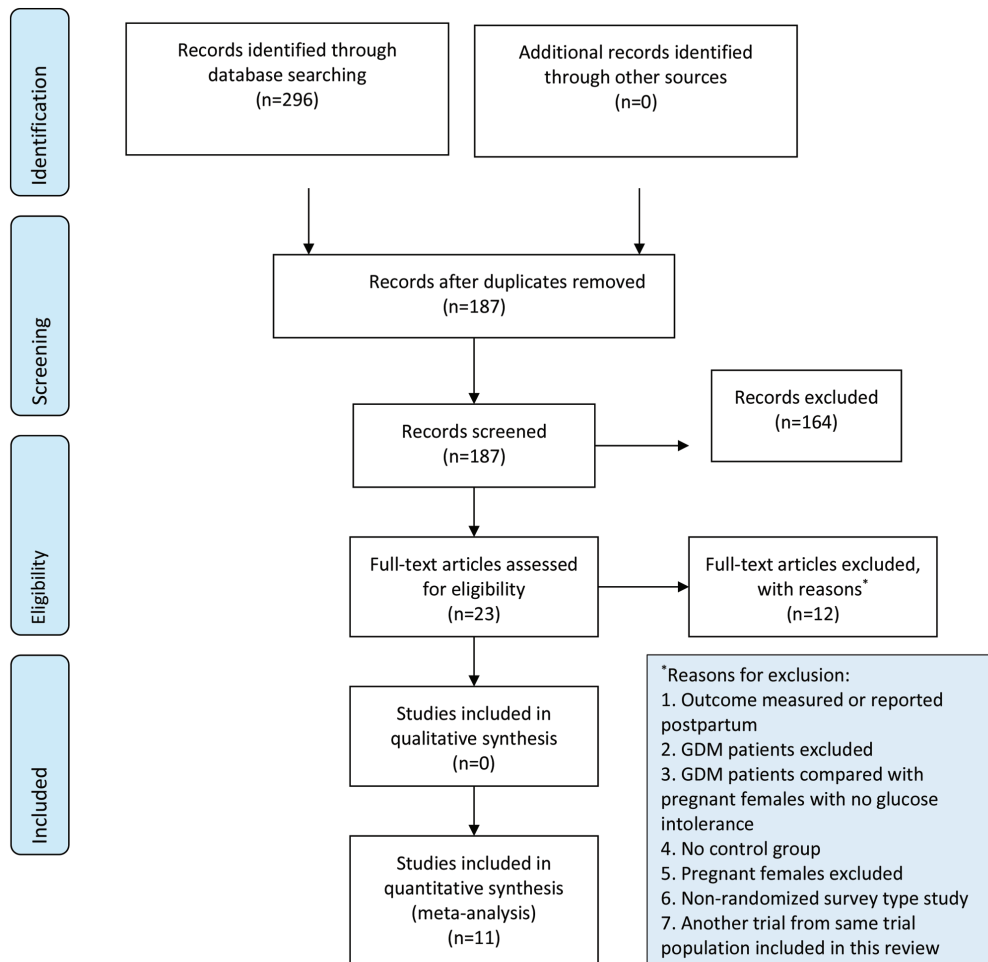 Identification
Records identified through
database searching
(n=296)
Additional records identified
through other sources
(n=0)
Screening
Records after duplicates removed
(n=187)
Records screened
(n=187)
Records excluded
(n=164)
Eligibility
Full-text articles assessed
for eligibility
(n=23)
Full-text articles excluded,
with reasons*
(n=12)
Included
Studies included in
qualitative synthesis
(n=0)
Studies included in
quantitative synthesis
(meta-analysis)
(n=11)
*Reasons for exclusion:
1. Outcome measured or reported
postpartum
2. GDM patients excluded
3. GDM patients compared with
pregnant females with no glucose
intolerance
4. No control group
5. Pregnant females excluded
6. Non-randomized survey type study
7. Another trial from same trial
population included in this review